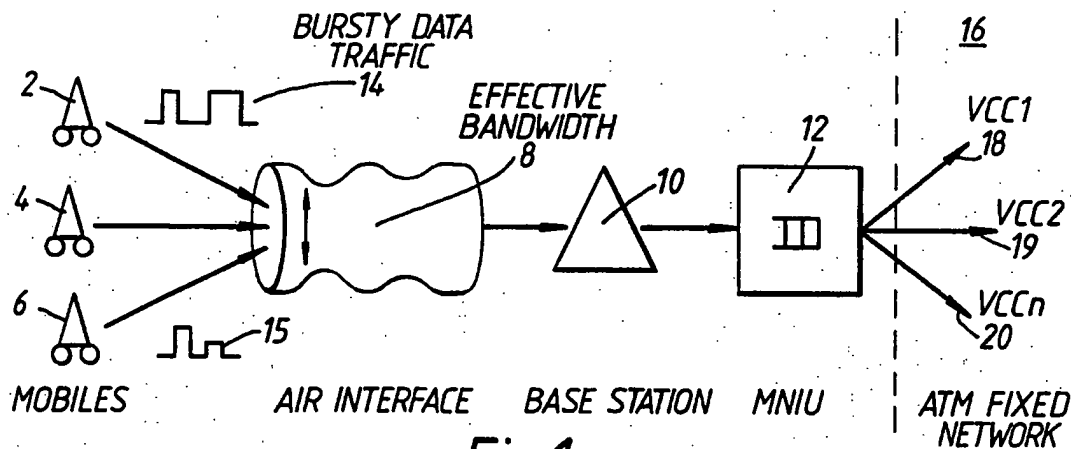 BURSTY DATA
TRAFFIC
14
16
2
EFFECTIVE
BANDWIDTH
8
VCC1
18
12
10
4
VCC2
19
6
15
VCCn
20
MOBILES
AIR INTERFACE
BASE STATION
MNIU
ATM FIXED
NETWORK